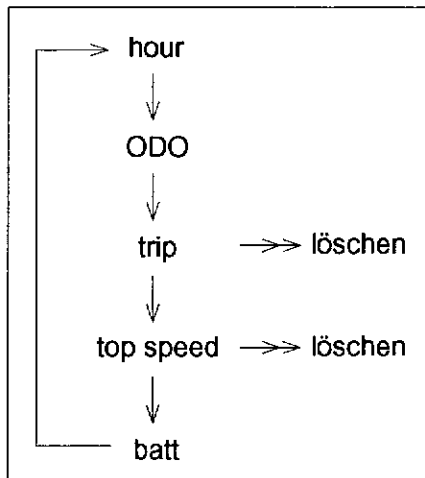 hour
ODO
trip löschen
top speed löschen
batt